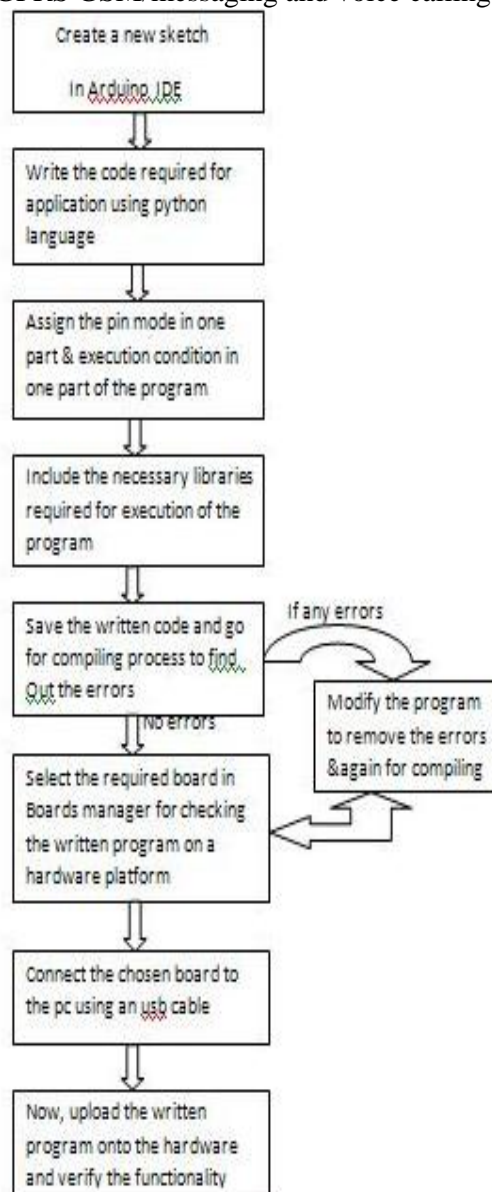 GPRS-GSM/messaging and voice calling
Create a new sketch
In Arduino IDE
Write the code required for
application using python
language
Assign the pin mode in one
part & execution condition in
one part of the program
Include the necessary libraries
required for execution of the
program
Save the written code and go
for compiling process to find
Out the errors
If any errors
Modify the program
to remove the errors
&again for compiling
No errors
Select the required board in
Boards manager for checking
the written program on a
hardware platform
Connect the chosen board to
the pc using an usb cable
Now, upload the written
program onto the hardware
and verify the functionality